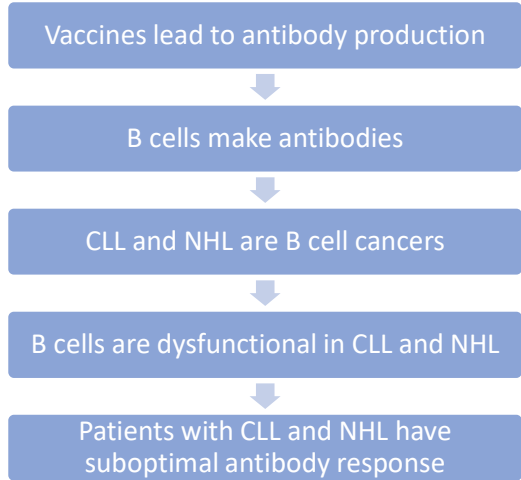 Vaccines lead to antibody production
B cells make antibodies
CLL and NHL are B cell cancers
B cells are dysfunctional in CLL and NHL
Patients with CLL and NHL have
suboptimal antibody response